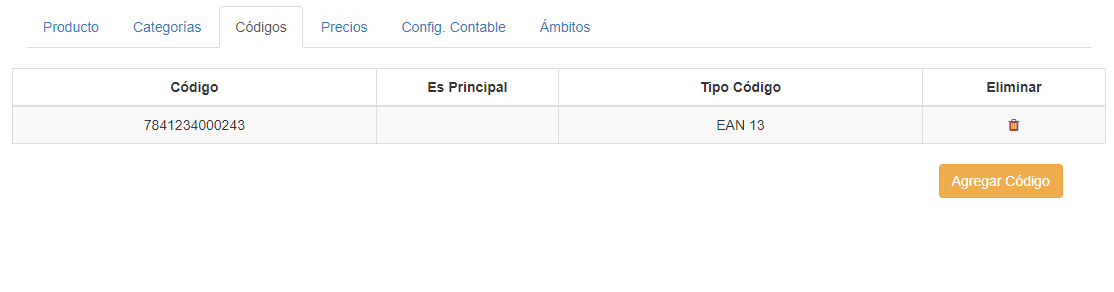 Producto Categorías Códigos Precios Config. Contable Ámbitos
Código Es Principal Tipo Código Eliminar
7841234000243 EAN 13
Agregar Código